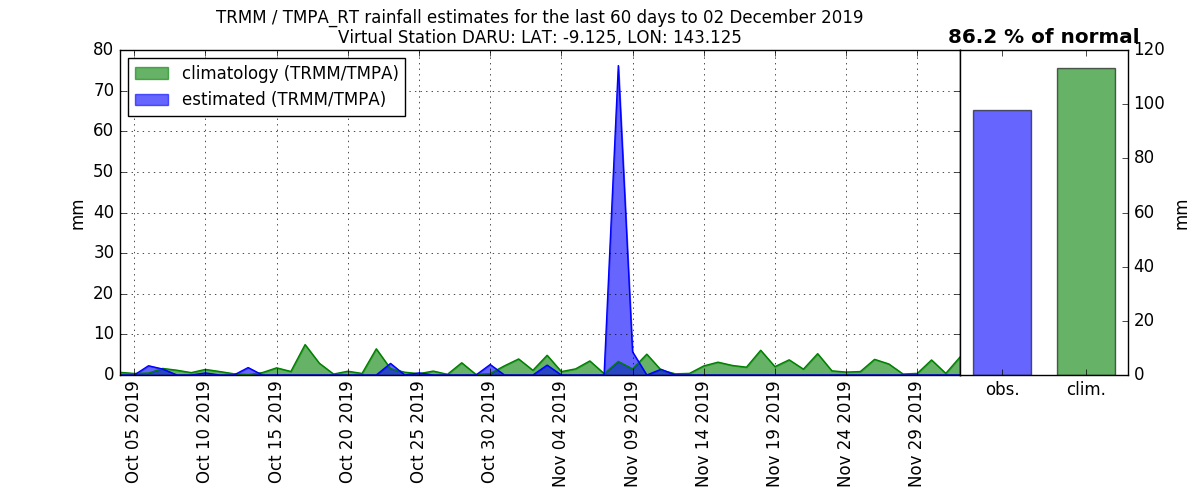 TRMM / TMPA_RT rainfall estimates for the last 60 days to 02 December 2019
Virtual Station DARU: LAT: -9.125, LON: 143.125
86.2 % of normal
climatology (TRMM/TMPA)
estimated (TRMM/TMPA)
mm
80
70
60
50
40
30
20
10
0
Oct 05 2019
Oct 10 2019
Oct 15 2019
Oct 20 2019
Oct 25 2019
Oct 30 2019
Nov 04 2019
Nov 09 2019
Nov 14 2019
Nov 19 2019
Nov 24 2019
Nov 29 2019
obs.
clim.
120
100
80
60
40
20
0
mm